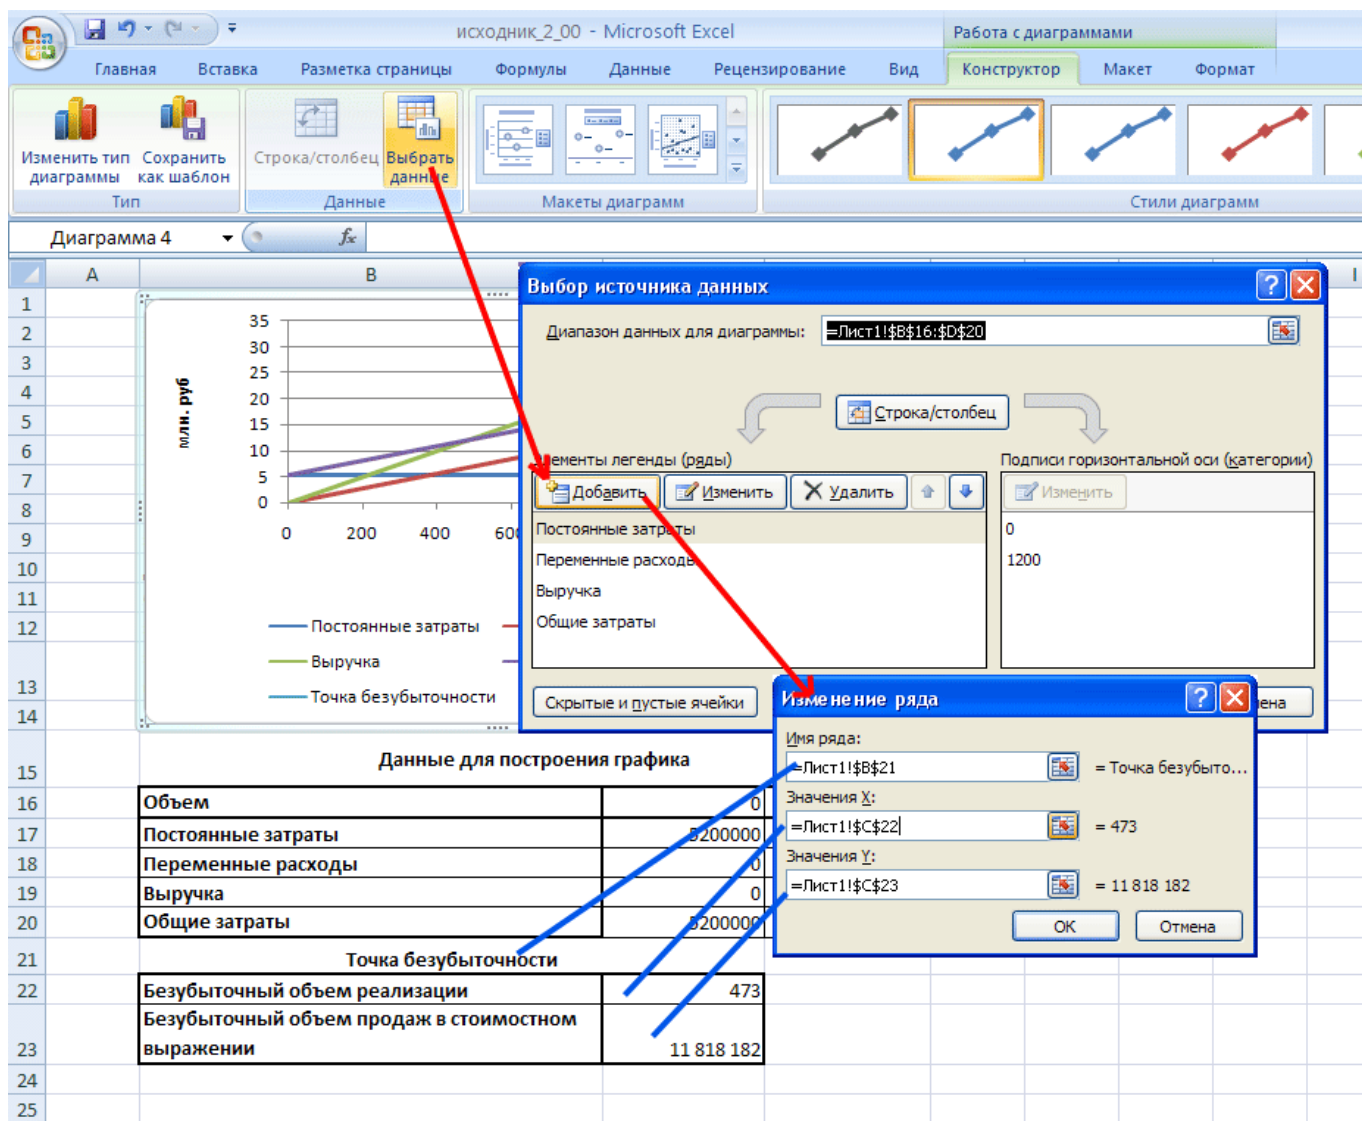 исходник_2_00 - Microsoft Excel
Работа с диаграммами
Главная Вставка Разметка страницы Формулы Данные Рецензирование Вид Конструктор Макет Формат
Изменить тип диаграммы
Сохранить как шаблон
Строка/столбец
Выбрать данные
Тип Данные Макеты диаграмм Стили диаграмм
Диаграмма 4 fx
A B I
1
2
3
4
5
6
7
8
9
10
11
12
13
14
млн. руб
35
30
25
20
15
10
5
0
0 200 400
Постоянные затраты
Выручка
Точка безубыточности
Выбор источника данных
Диапазон данных для диаграммы: =Лист1!$B$16:$D$20
Строка/столбец
(ряды)
Подписи горизонтальной оси (категории)
Добавить Изменить Удалить Изменить
Постоянные затраты 0
Переменные расходы 1200
Выручка
Общие затраты
Скрытые и пустые ячейки
Изменение ряда
Имя ряда:
=Лист1!$B$21 = Точка безубыто...
Значения X:
=Лист1!$C$22 = 473
Значения Y:
=Лист1!$C$23 = 11 818 182
OK Отмена
15 Данные для построения графика
16 Объем 0
17 Постоянные затраты 5200000
18 Переменные расходы 0
19 Выручка 0
20 Общие затраты 5200000
21 Точка безубыточности
22 Безубыточный объем реализации 473
Безубыточный объем продаж в стоимостном
23 выражении 11 818 182
24
25